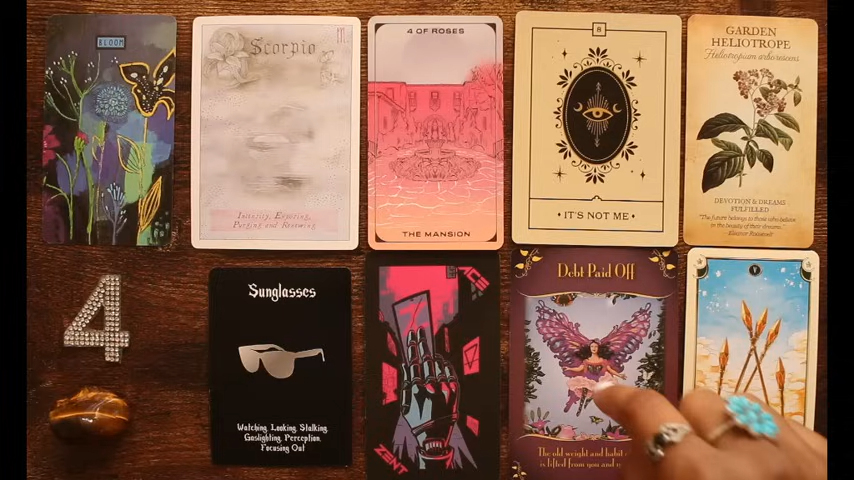 BLOOM
Scorpio
Intensity, Enduring,
Purging and Renewing
4 OF ROSES
THE MANSION
8
• IT'S NOT ME •
GARDEN
HELIOTROPE
Heliotropium arborescens
DEVOTION & DREAMS
FULFILLED
"The future belongs to those who believe
in the beauty of their dreams."
Eleanor Roosevelt
4
Sunglasses
Watching, Looking, Stalking,
Gaslighting, Perception,
Focusing Out
ACE
ZENT
Debt Paid Off
The old weight and habit
is lifted from you and
V